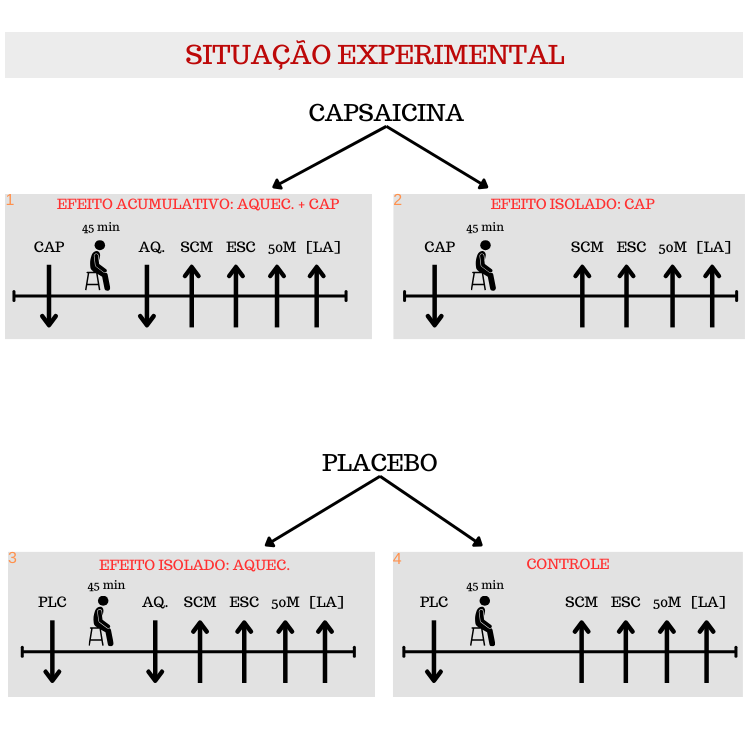 SITUAÇÃO EXPERIMENTAL
CAPSAICINA
1 EFEITO ACUMULATIVO: AQUEC. + CAP
45 min
CAP AQ. SCM ESC 50M [LA]
2 EFEITO ISOLADO: CAP
45 min
CAP SCM ESC 50M [LA]
PLACEBO
3 EFEITO ISOLADO: AQUEC.
45 min
PLC AQ. SCM ESC 50M [LA]
4 CONTROLE
45 min
PLC SCM ESC 50M [LA]